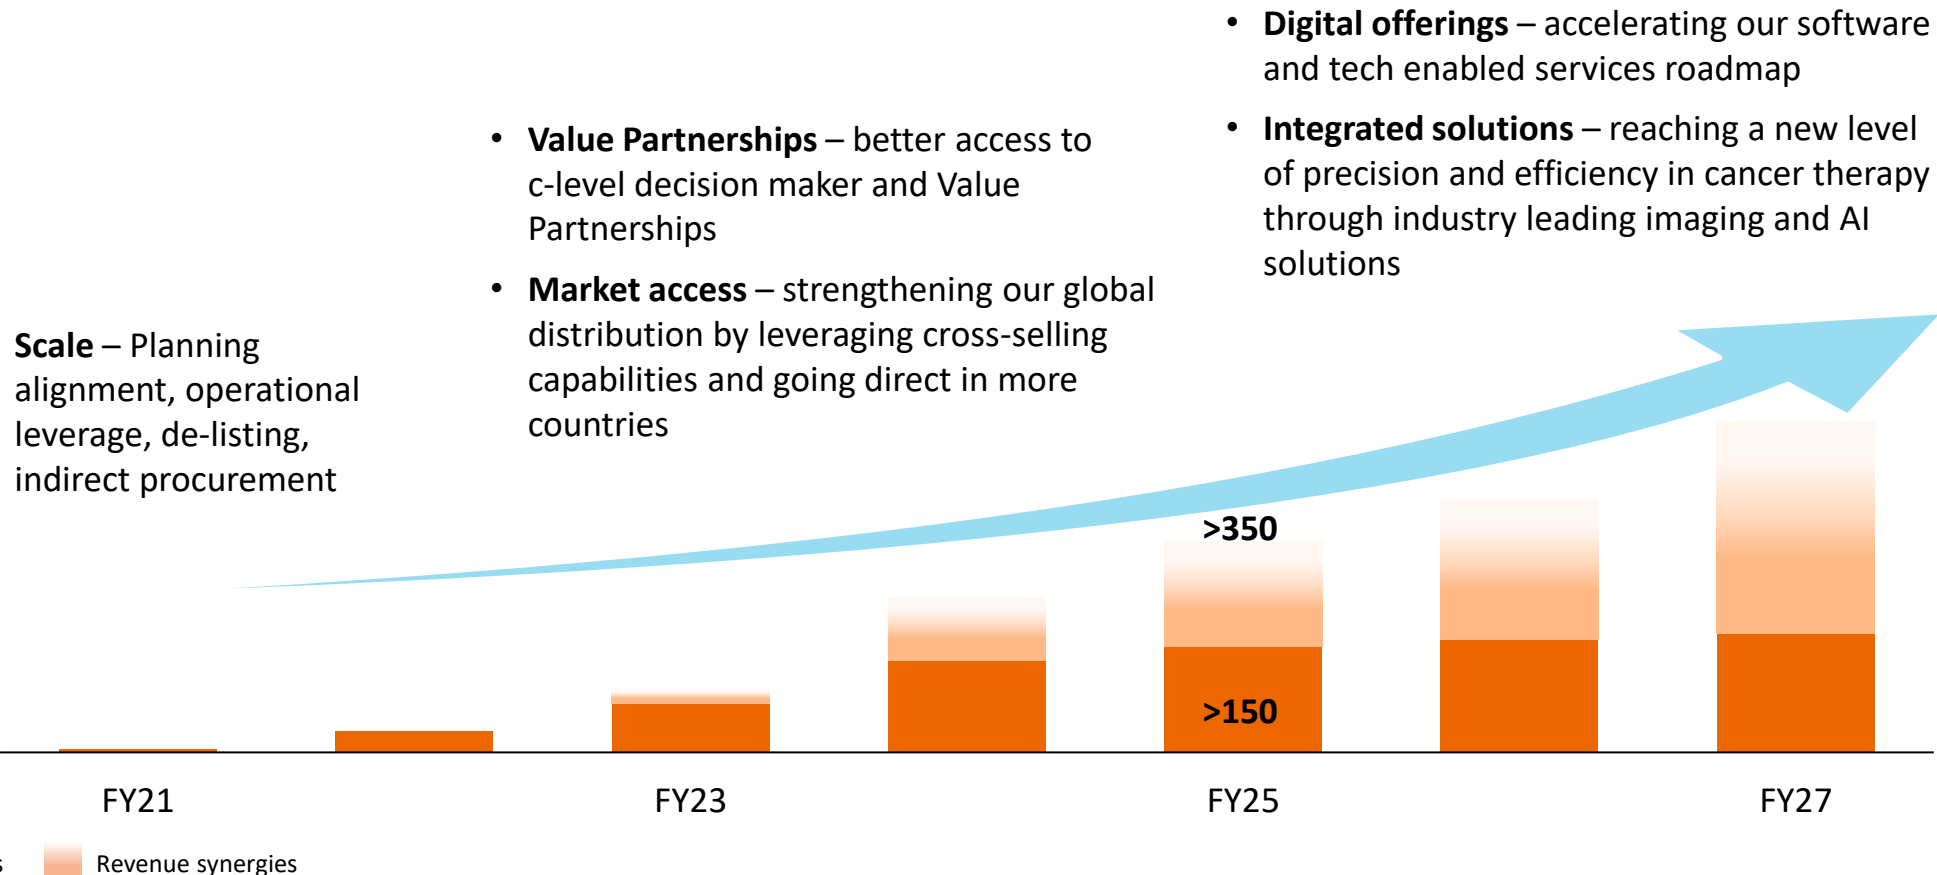 • Digital offerings – accelerating our software
and tech enabled services roadmap
• Integrated solutions – reaching a new level
of precision and efficiency in cancer therapy
through industry leading imaging and AI
solutions
• Value Partnerships – better access to
c-level decision maker and Value
Partnerships
• Market access – strengthening our global
distribution by leveraging cross-selling
capabilities and going direct in more
countries
Scale – Planning
alignment, operational
leverage, de-listing,
indirect procurement
>350
>150
FY21
FY23
FY25
FY27
Revenue synergies